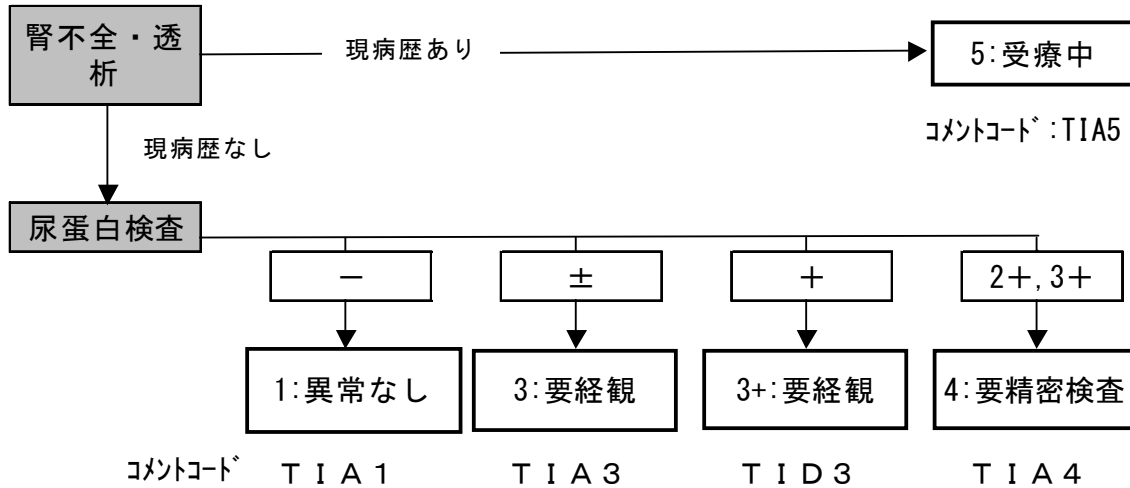 腎不全・透
析
現病歴あり
5:受療中
ｺﾒﾝﾄｺｰﾄﾞ:TIA5
現病歴なし
尿蛋白検査
－
±
＋
2＋,3＋
1:異常なし
3:要経観
3+:要経観
4:要精密検査
ｺﾒﾝﾄｺｰﾄﾞ
ＴＩＡ１
ＴＩＡ３
ＴＩＤ３
ＴＩＡ４